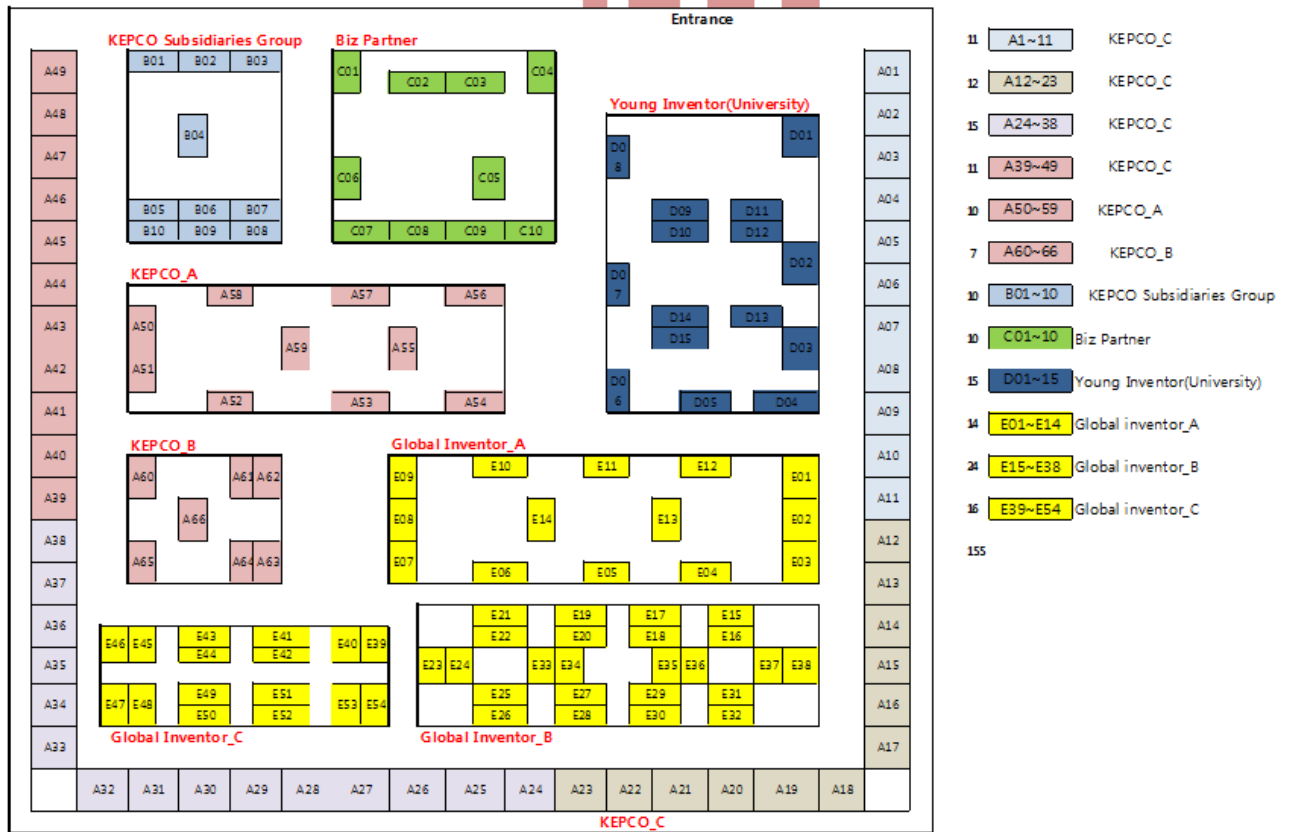 Entrance
KEPCO Subsidiaries Group
Biz Partner
Young Inventor(University)
KEPCO_A
KEPCO_B
Global Inventor_A
Global Inventor_C
Global Inventor_B
KEPCO_C
A49
A48
A47
A46
A45
A44
A43
A42
A41
A40
A39
A38
A37
A36
A35
A34
A33
B01 B02 B03
B04
B05 B06 B07
B10 B09 B08
C01 C02 C03 C04
C06 C05
C07 C08 C09 C10
D01
D08
D09 D11
D10 D12
D02
D07
D14 D13
D15
D03
D06 D05 D04
A58 A57 A56
A50 A59 A55
A51
A52 A53 A54
A60 A61 A62
A66
A65 A64 A63
E09 E10 E11 E12 E01
E08 E14 E13 E02
E07 E06 E05 E04 E03
E46 E45 E43 E41 E40 E39
E44 E42
E47 E48 E49 E51 E53 E54
E50 E52
E21 E19 E17 E15
E22 E20 E18 E16
E23 E24 E33 E34 E35 E36 E37 E38
E25 E27 E29 E31
E26 E28 E30 E32
A01
A02
A03
A04
A05
A06
A07
A08
A09
A10
A11
A12
A13
A14
A15
A16
A17
A32 A31 A30 A29 A28 A27 A26 A25 A24 A23 A22 A21 A20 A19 A18
11 A1~11 KEPCO_C
12 A12~23 KEPCO_C
15 A24~38 KEPCO_C
11 A39~49 KEPCO_C
10 A50~59 KEPCO_A
7 A60~66 KEPCO_B
10 B01~10 KEPCO Subsidiaries Group
10 C01~10 Biz Partner
15 D01~15 Young Inventor(University)
14 E01~E14 Global inventor_A
24 E15~E38 Global inventor_B
16 E39~E54 Global inventor_C
155